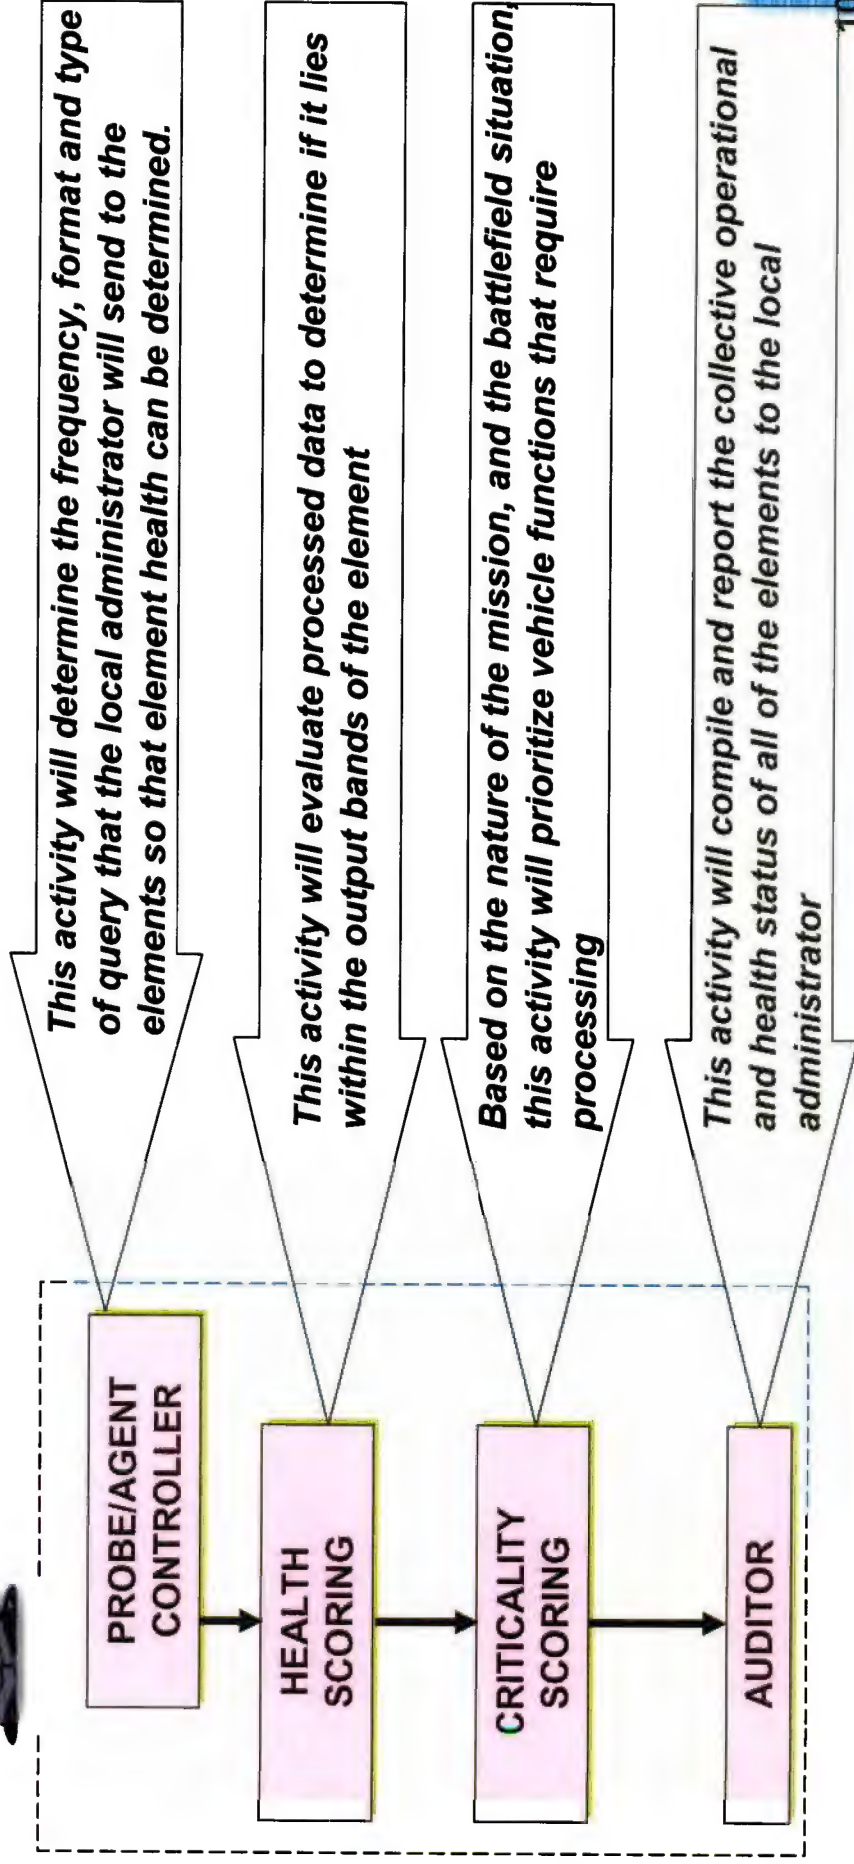 PROBE/AGENT
CONTROLLER
This activity will determine the frequency, format and type
of query that the local administrator will send to the
elements so that element health can be determined.
HEALTH
SCORING
This activity will evaluate processed data to determine if it lies
within the output bands of the element
CRITICALITY
SCORING
Based on the nature of the mission, and the battlefield situation,
this activity will prioritize vehicle functions that require
processing
AUDITOR
This activity will compile and report the collective operational
and health status of all of the elements to the local
administrator